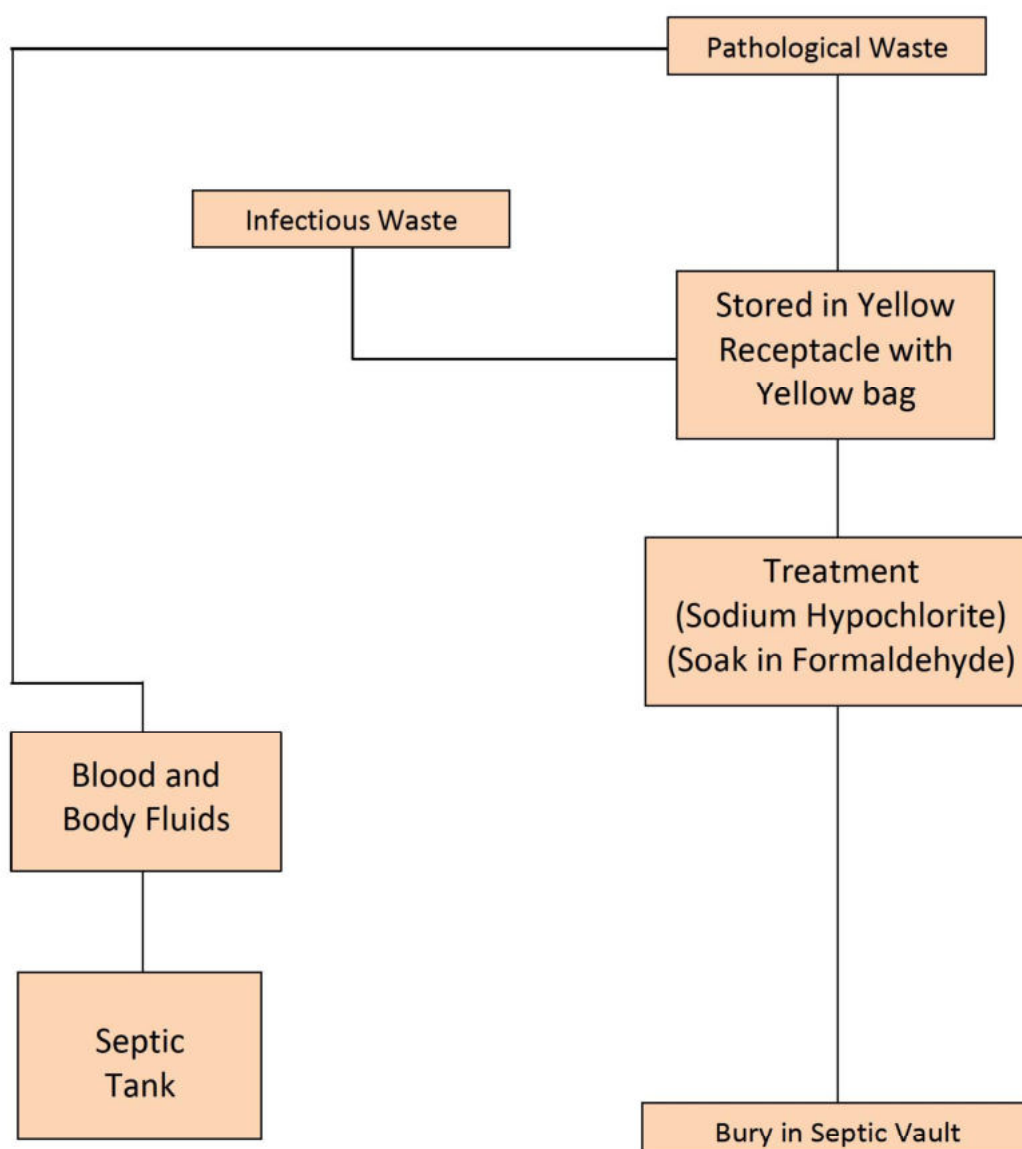 Pathological Waste
Infectious Waste
Stored in Yellow
Receptacle with
Yellow bag
Treatment
(Sodium Hypochlorite)
(Soak in Formaldehyde)
Blood and
Body Fluids
Septic
Tank
Bury in Septic Vault